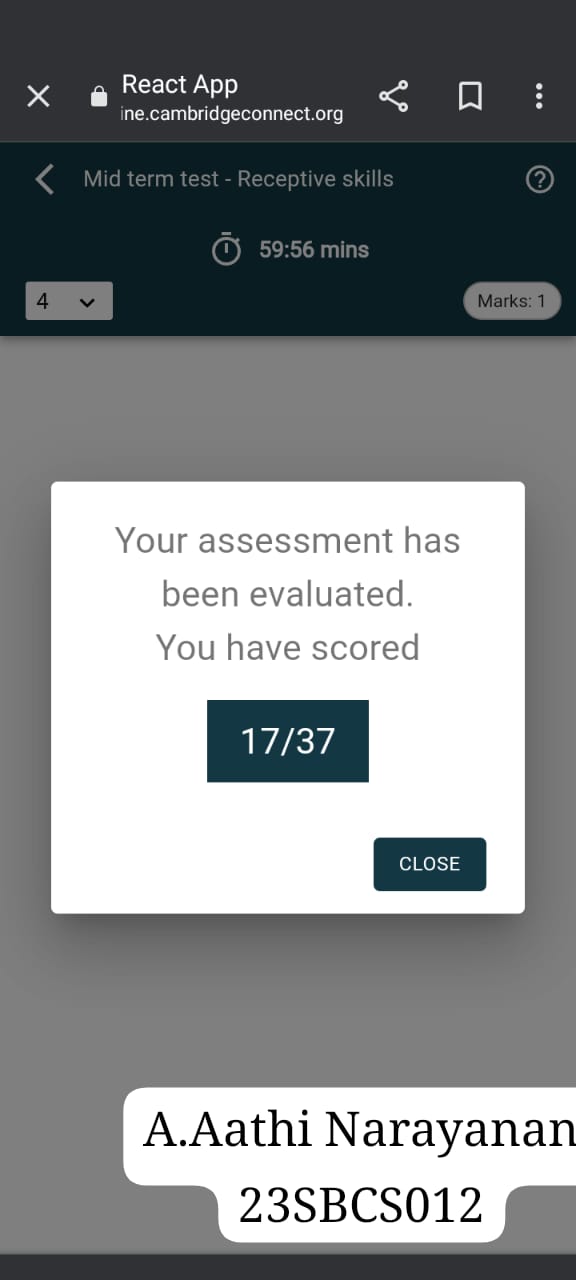 React App
ine.cambridgeconnect.org
Mid term test - Receptive skills
59:56 mins
4
Marks: 1
Your assessment has
been evaluated.
You have scored
17/37
CLOSE
A.Aathi Narayanan
23SBCS012